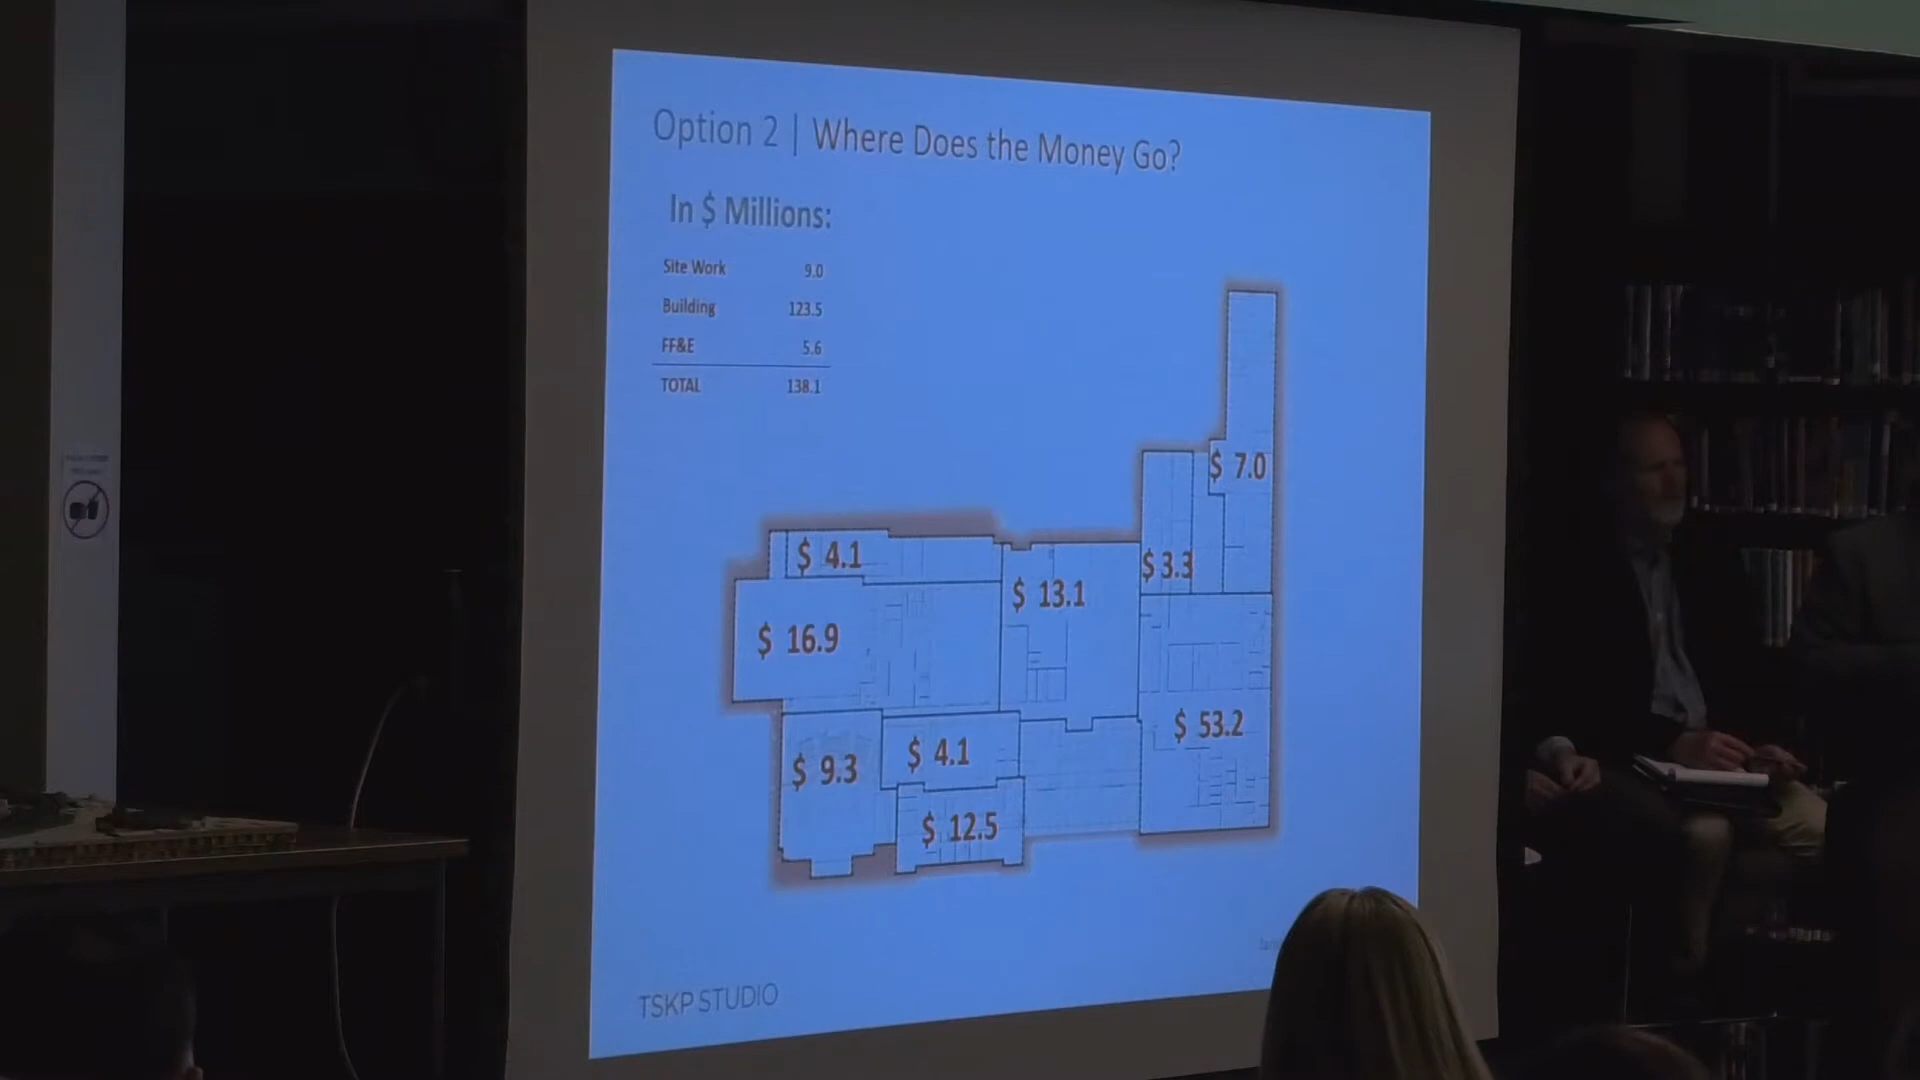 Option 2 | Where Does the Money Go?
In $ Millions:
Site Work 9.0
Building 123.5
FF&E 5.6
TOTAL 138.1
$ 7.0
$ 4.1
$ 13.1
$ 3.3
$ 16.9
$ 53.2
$ 9.3
$ 4.1
$ 12.5
TSKP STUDIO